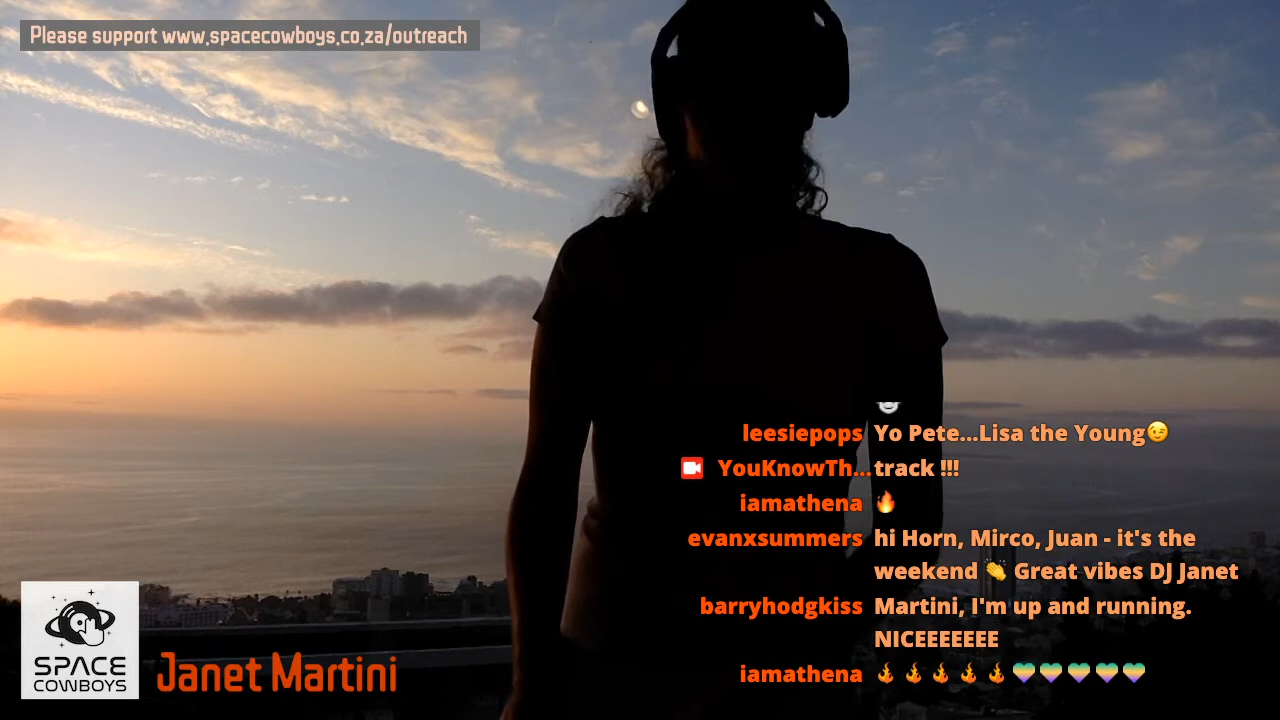 Please support www.spacecowboys.co.za/outreach
leesiepops Yo Pete...Lisa the Young😉
YouKnowTh... track !!!
iamathena 🔥
evanxsummers hi Horn, Mirco, Juan - it's the
weekend 👏 Great vibes DJ Janet
barryhodgkiss Martini, I'm up and running.
NICEEEEEEE
iamathena
SPACE
COWBOYS
Janet Martini